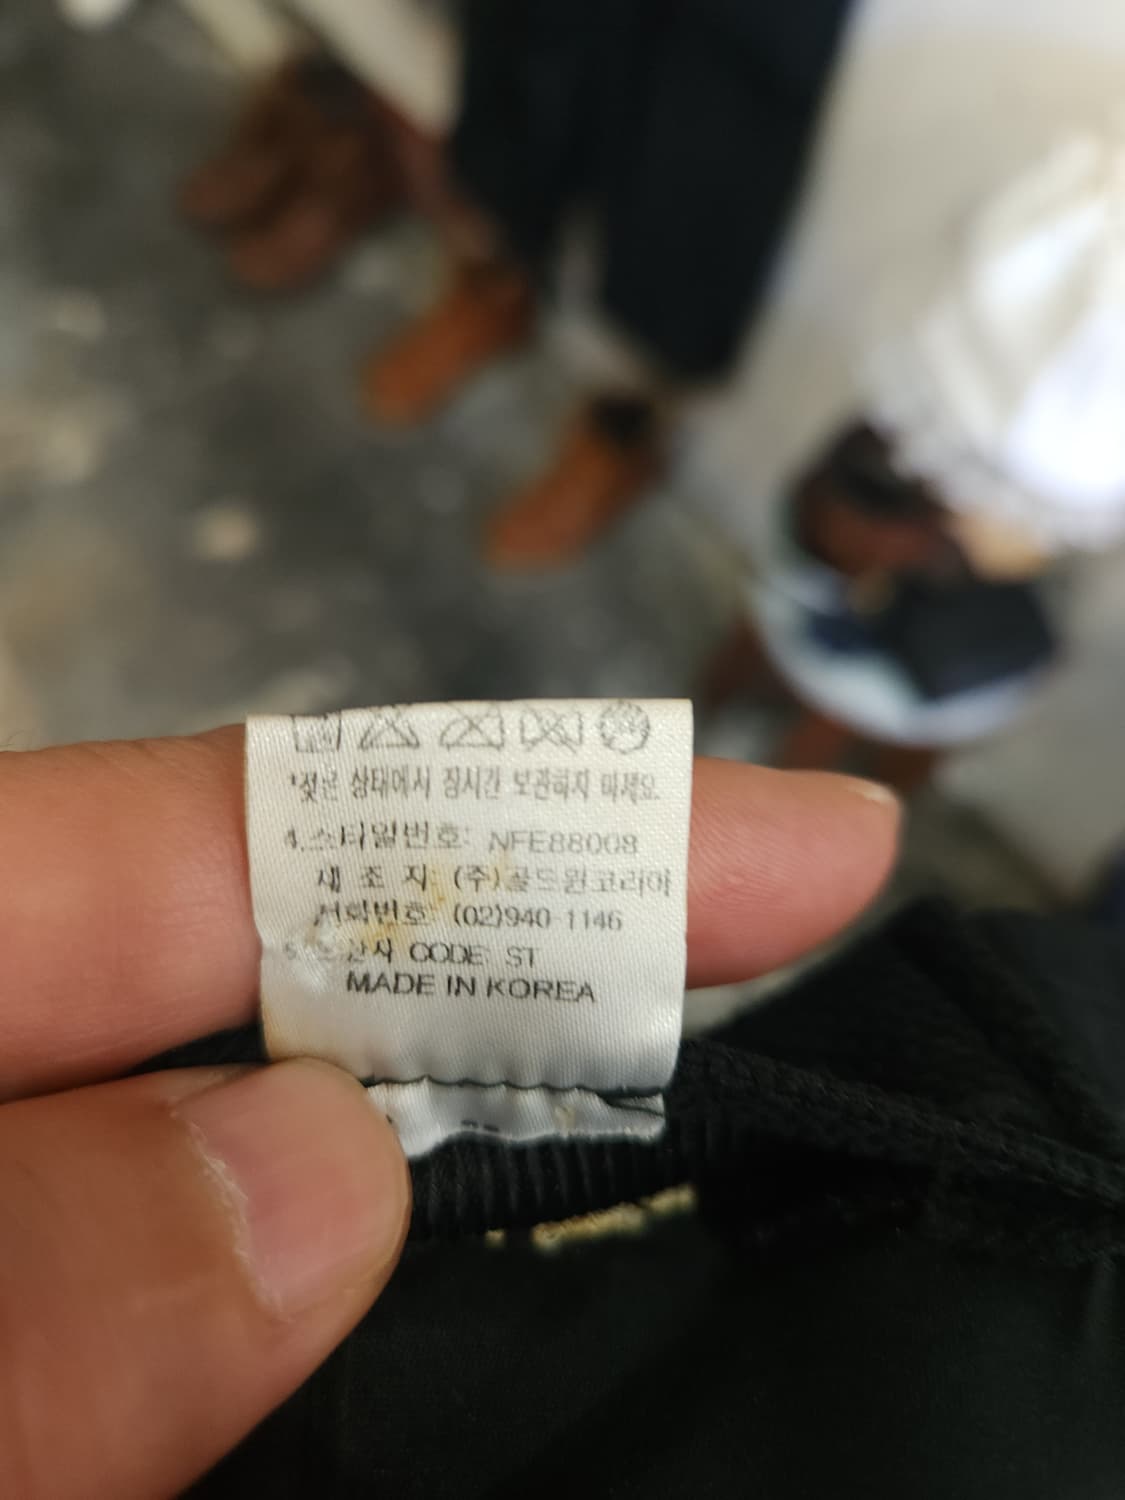 *젖은 상태에서 장시간 보관하지 마세요.
4.스타일번호: NFE88008
제 조 자: (주)골드윈코리아
전화번호: (02)940-1146
5. CODE: ST
MADE IN KOREA